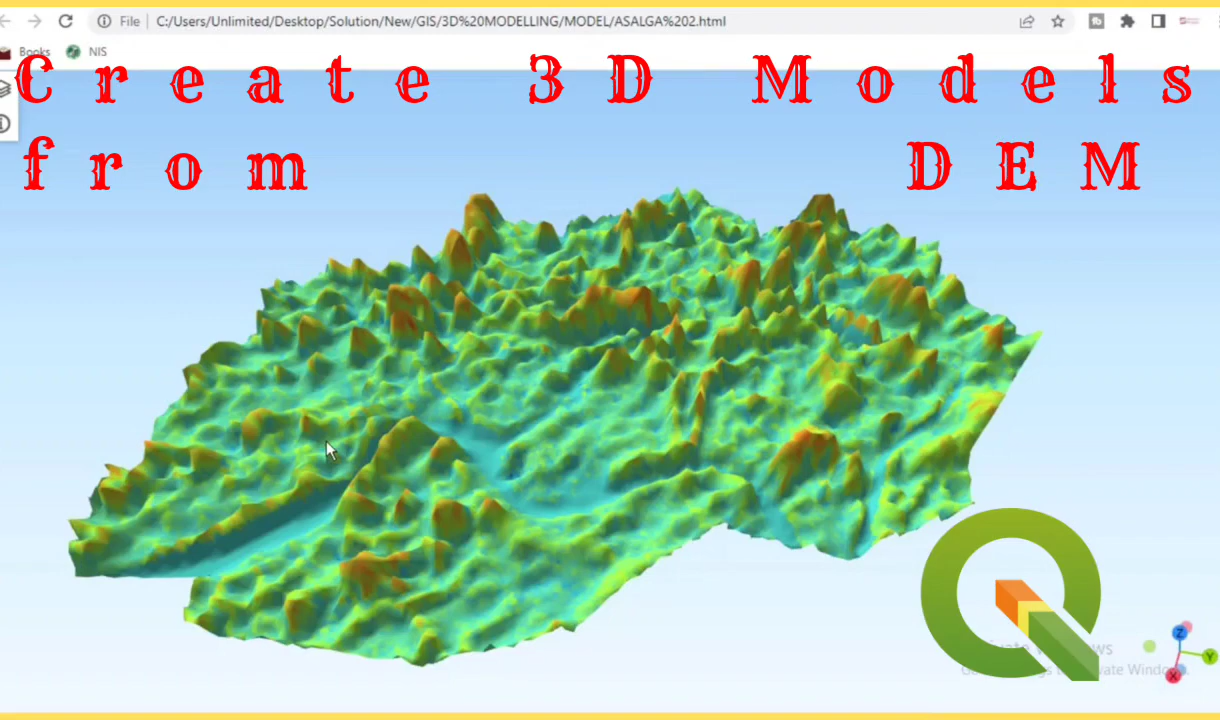 File C:/Users/Unlimited/Desktop/Solution/New/GIS/3D%20MODELLING/MODEL/ASALGA%202.html
Books NIS
Create 3D Models
from DEM
Z
Y
X